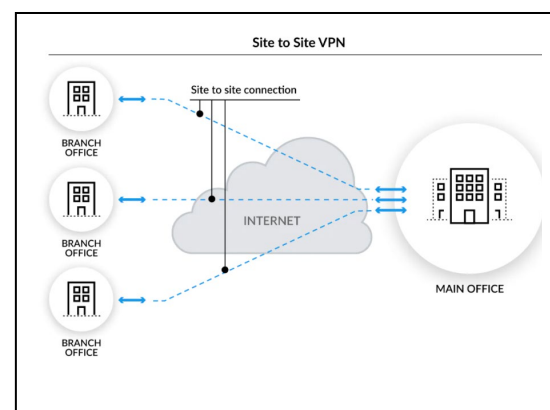 Site to Site VPN
Site to site connection
BRANCH
OFFICE
BRANCH
OFFICE
INTERNET
MAIN OFFICE
BRANCH
OFFICE